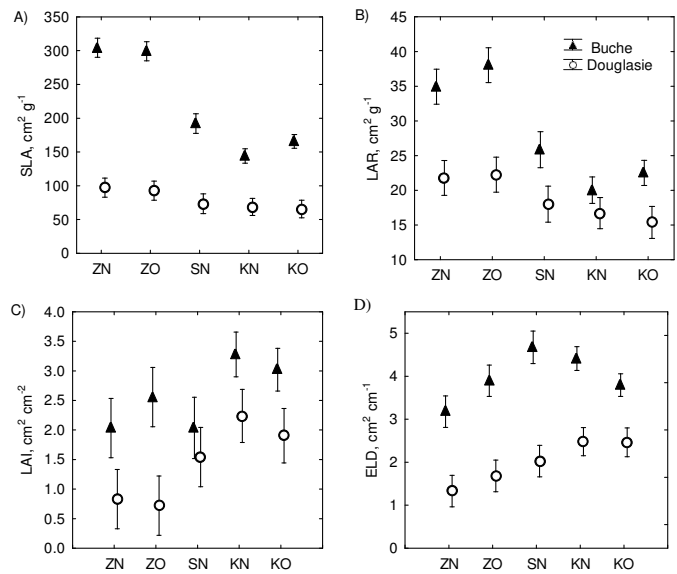 A)
SLA, cm² g⁻¹
350
300
250
200
150
100
50
0
ZN ZO SN KN KO
B)
LAR, cm² g⁻¹
45
40
35
30
25
20
15
10
Buche
Douglasie
ZN ZO SN KN KO
C)
LAI, cm² cm⁻²
4.0
3.5
3.0
2.5
2.0
1.5
1.0
0.5
0.0
ZN ZO SN KN KO
D)
ELD, cm² cm⁻¹
5
4
3
2
1
0
ZN ZO SN KN KO